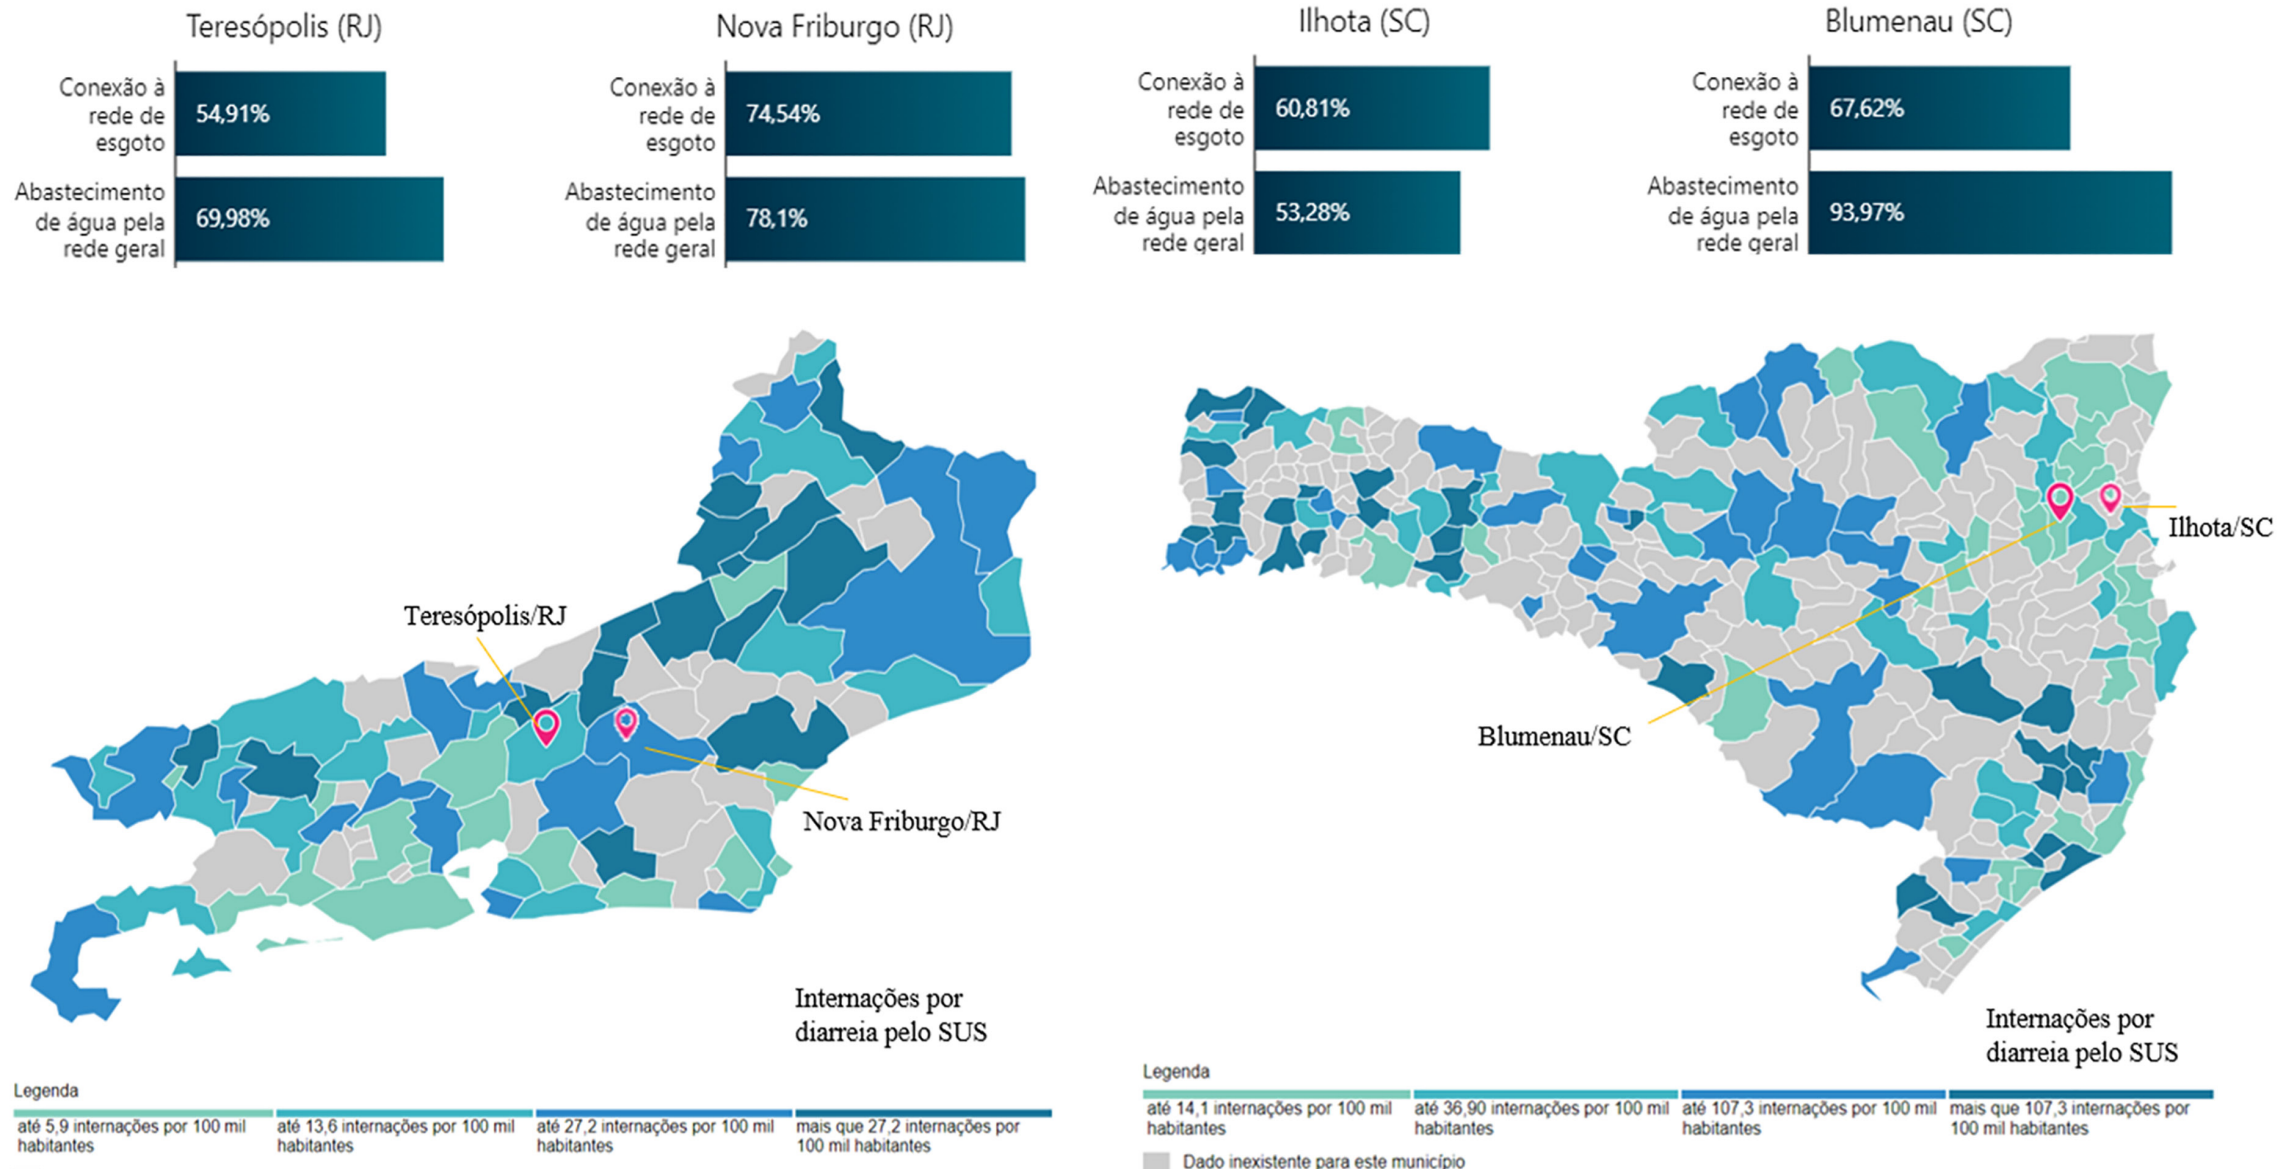 Teresópolis (RJ)
Conexão à
rede de
esgoto
54,91%
Abastecimento
de água pela
rede geral
69,98%
Nova Friburgo (RJ)
Conexão à
rede de
esgoto
74,54%
Abastecimento
de água pela
rede geral
78,1%
Ilhota (SC)
Conexão à
rede de
esgoto
60,81%
Abastecimento
de água pela
rede geral
53,28%
Blumenau (SC)
Conexão à
rede de
esgoto
67,62%
Abastecimento
de água pela
rede geral
93,97%
Teresópolis/RJ
Nova Friburgo/RJ
Internações por
diarreia pelo SUS
Legenda
até 5,9 internações por 100 mil
habitantes
até 13,6 internações por 100 mil
habitantes
até 27,2 internações por 100 mil
habitantes
mais que 27,2 internações por
100 mil habitantes
Ilhota/SC
Blumenau/SC
Internações por
diarreia pelo SUS
Legenda
até 14,1 internações por 100 mil
habitantes
até 36,90 internações por 100 mil
habitantes
até 107,3 internações por 100 mil
habitantes
mais que 107,3 internações por
100 mil habitantes
Dado inexistente para este município